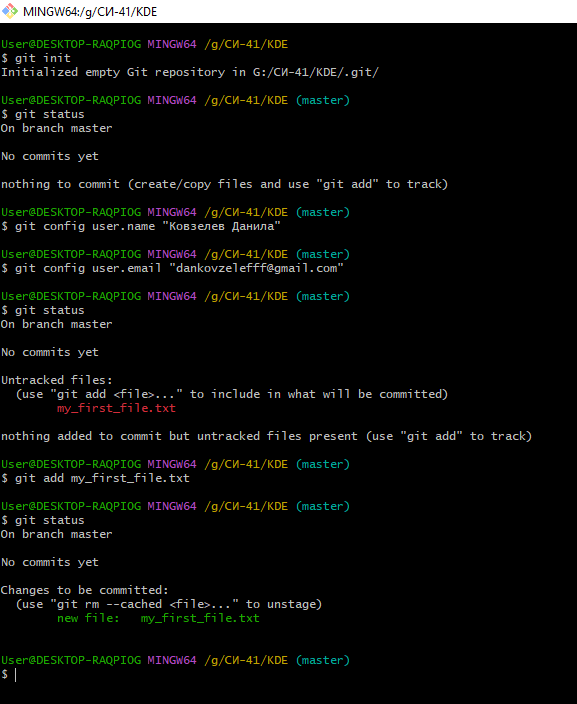 MINGW64:/g/СИ-41/KDE
User@DESKTOP-RAQPIOG MINGW64 /g/СИ-41/KDE
$ git init
Initialized empty Git repository in G:/СИ-41/KDE/.git/
User@DESKTOP-RAQPIOG MINGW64 /g/СИ-41/KDE (master)
$ git status
On branch master
No commits yet
nothing to commit (create/copy files and use "git add" to track)
User@DESKTOP-RAQPIOG MINGW64 /g/СИ-41/KDE (master)
$ git config user.name "Ковзелев Данила"
User@DESKTOP-RAQPIOG MINGW64 /g/СИ-41/KDE (master)
$ git config user.email "dankovzelefff@gmail.com"
User@DESKTOP-RAQPIOG MINGW64 /g/СИ-41/KDE (master)
$ git status
On branch master
No commits yet
Untracked files:
  (use "git add <file>..." to include in what will be committed)
        my_first_file.txt
nothing added to commit but untracked files present (use "git add" to track)
User@DESKTOP-RAQPIOG MINGW64 /g/СИ-41/KDE (master)
$ git add my_first_file.txt
User@DESKTOP-RAQPIOG MINGW64 /g/СИ-41/KDE (master)
$ git status
On branch master
No commits yet
Changes to be committed:
  (use "git rm --cached <file>..." to unstage)
        new file:   my_first_file.txt
User@DESKTOP-RAQPIOG MINGW64 /g/СИ-41/KDE (master)
$